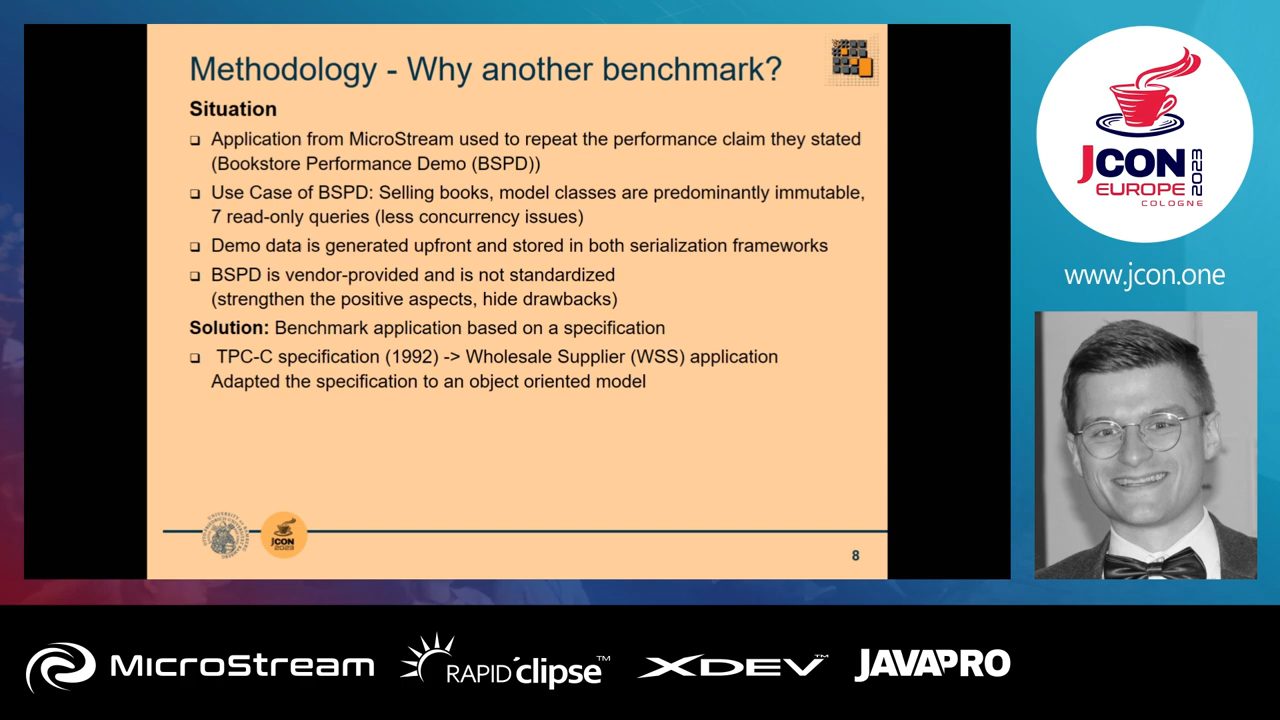 Methodology - Why another benchmark?
Situation
Application from MicroStream used to repeat the performance claim they stated
(Bookstore Performance Demo (BSPD))
Use Case of BSPD: Selling books, model classes are predominantly immutable,
7 read-only queries (less concurrency issues)
Demo data is generated upfront and stored in both serialization frameworks
BSPD is vendor-provided and is not standardized
(strengthen the positive aspects, hide drawbacks)
Solution: Benchmark application based on a specification
TPC-C specification (1992) -> Wholesale Supplier (WSS) application
Adapted the specification to an object oriented model
JCON
2023
8
JCON
EUROPE
2023
COLOGNE
www.jcon.one
MICROSTREAM
RAPIDclipse™
XDEV™
JAVAPRO